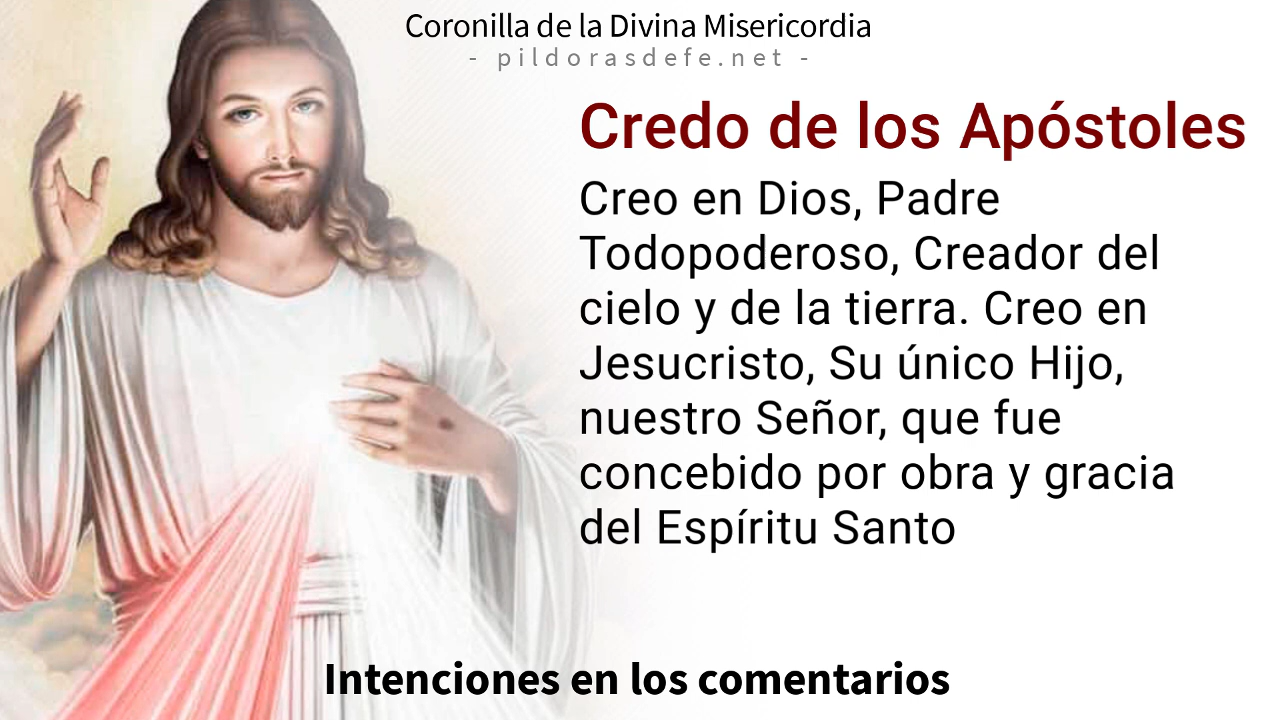 Coronilla de la Divina Misericordia
- pildorasdefe.net -
Credo de los Apóstoles
Creo en Dios, Padre
Todopoderoso, Creador del
cielo y de la tierra. Creo en
Jesucristo, Su único Hijo,
nuestro Señor, que fue
concebido por obra y gracia
del Espíritu Santo
Intenciones en los comentarios